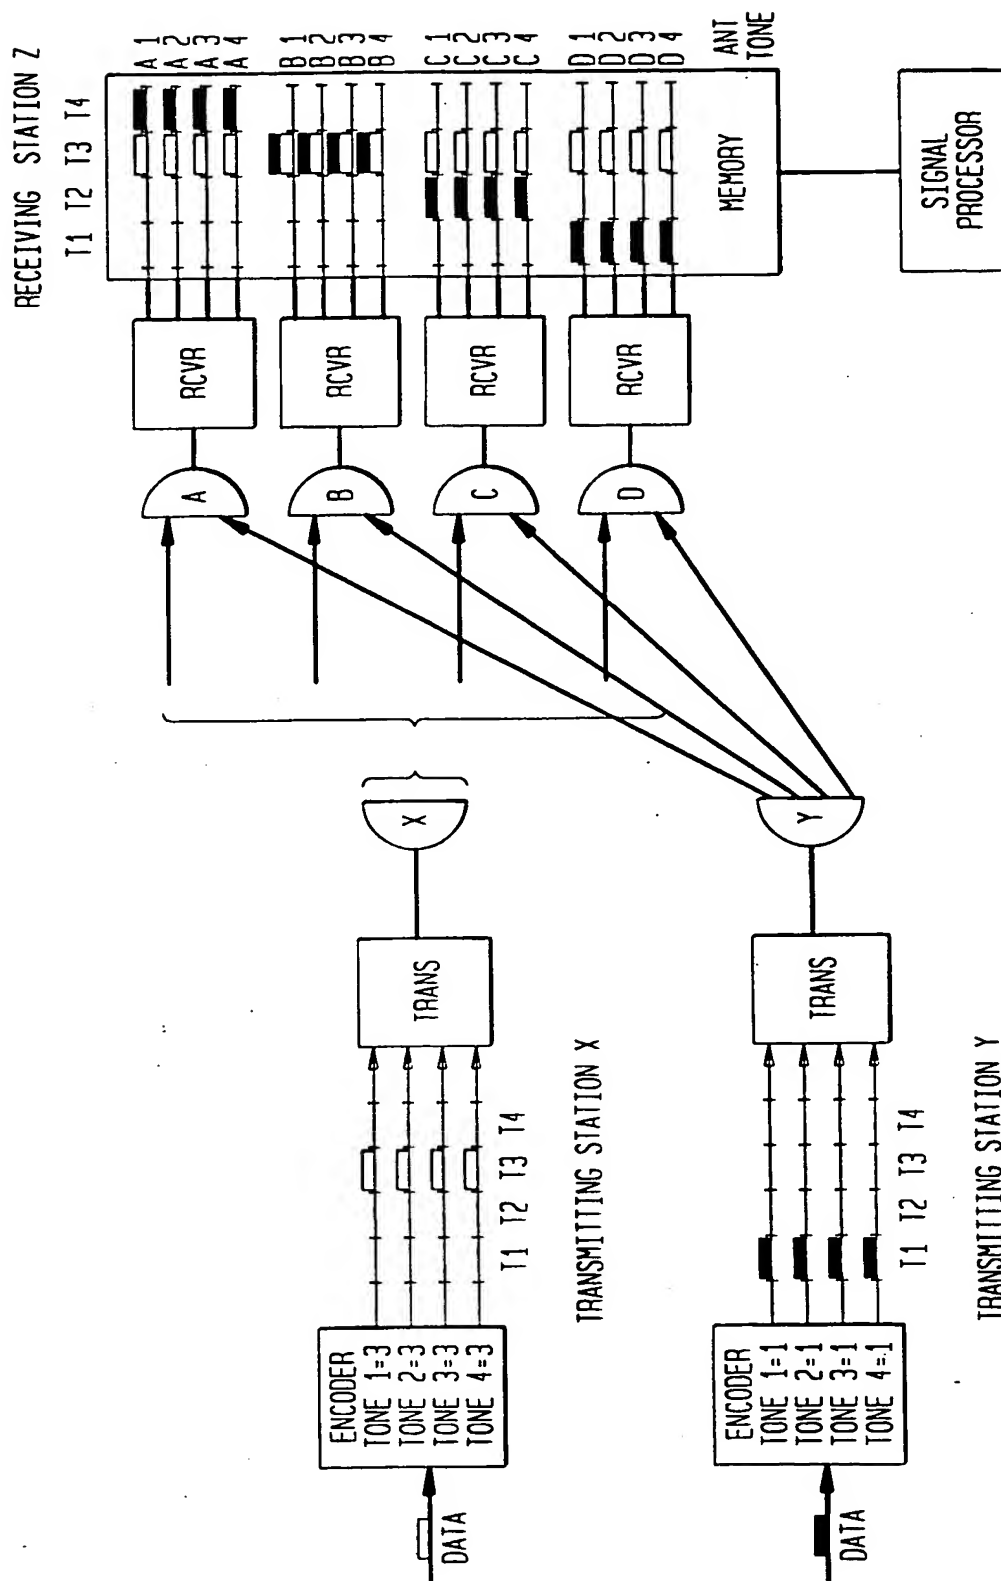 RECEIVING STATION Z
T1 T2 T3 T4
A 1
A 2
A 3
A 4
B 1
B 2
B 3
B 4
C 1
C 2
C 3
C 4
D 1
D 2
D 3
D 4
ANT
TONE
MEMORY
SIGNAL
PROCESSOR
RCVR
RCVR
RCVR
RCVR
A
B
C
D
X
Y
TRANS
TRANS
DATA
ENCODER
TONE 1=3
TONE 2=3
TONE 3=3
TONE 4=3
T1 T2 T3 T4
TRANSMITTING STATION X
DATA
ENCODER
TONE 1=1
TONE 2=1
TONE 3=1
TONE 4=1
T1 T2 T3 T4
TRANSMITTING STATION Y